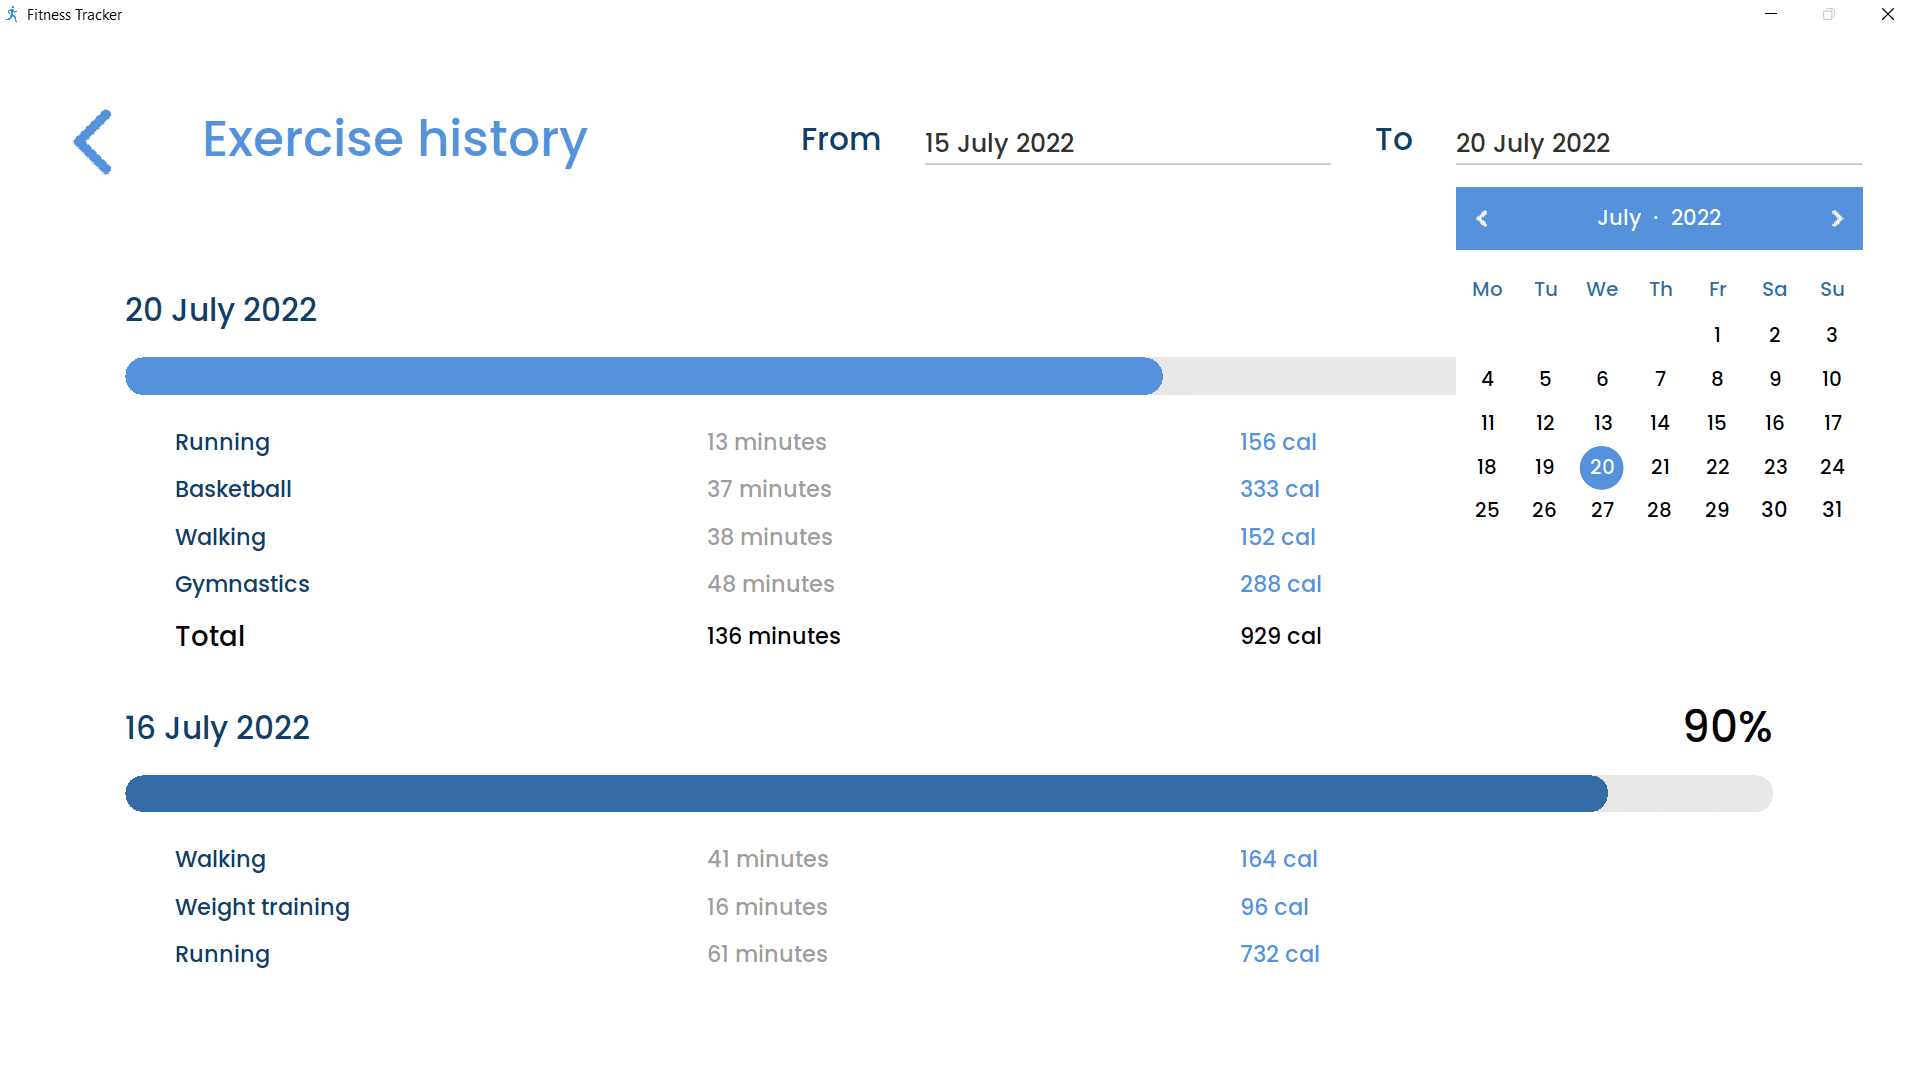 Fitness Tracker
Exercise history From 15 July 2022 To 20 July 2022
July · 2022
Mo Tu We Th Fr Sa Su
1 2 3
4 5 6 7 8 9 10
11 12 13 14 15 16 17
18 19 20 21 22 23 24
25 26 27 28 29 30 31
20 July 2022
Running 13 minutes 156 cal
Basketball 37 minutes 333 cal
Walking 38 minutes 152 cal
Gymnastics 48 minutes 288 cal
Total 136 minutes 929 cal
16 July 2022 90%
Walking 41 minutes 164 cal
Weight training 16 minutes 96 cal
Running 61 minutes 732 cal